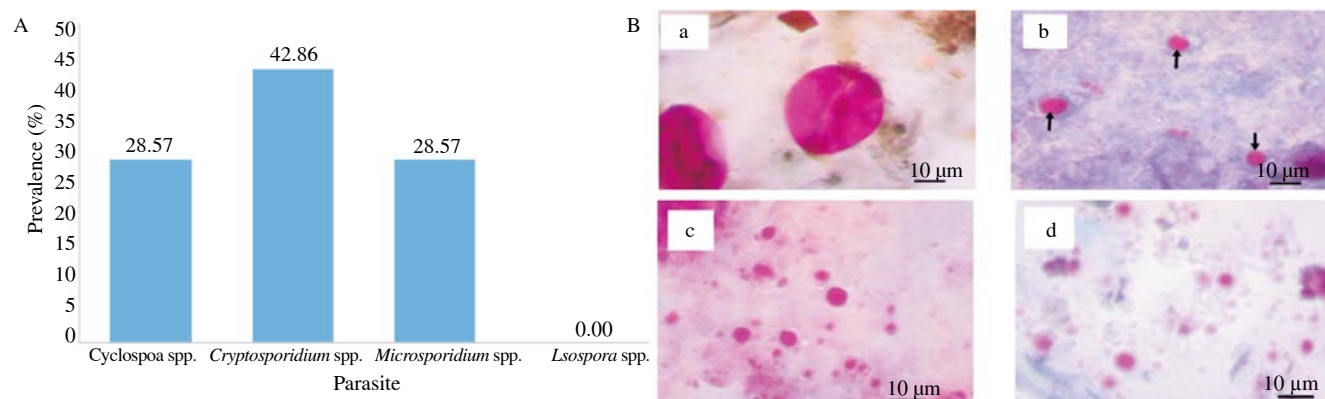 A
50
45
40
35
30
25
20
15
10
5
0
Prevalence (%)
28.57
42.86
28.57
0.00
Cyclospoa spp. Cryptosporidium spp. Microsporidium spp. Lsospora spp.
Parasite
B
a
10 µm
b
10 µm
c
10 µm
d
10 µm